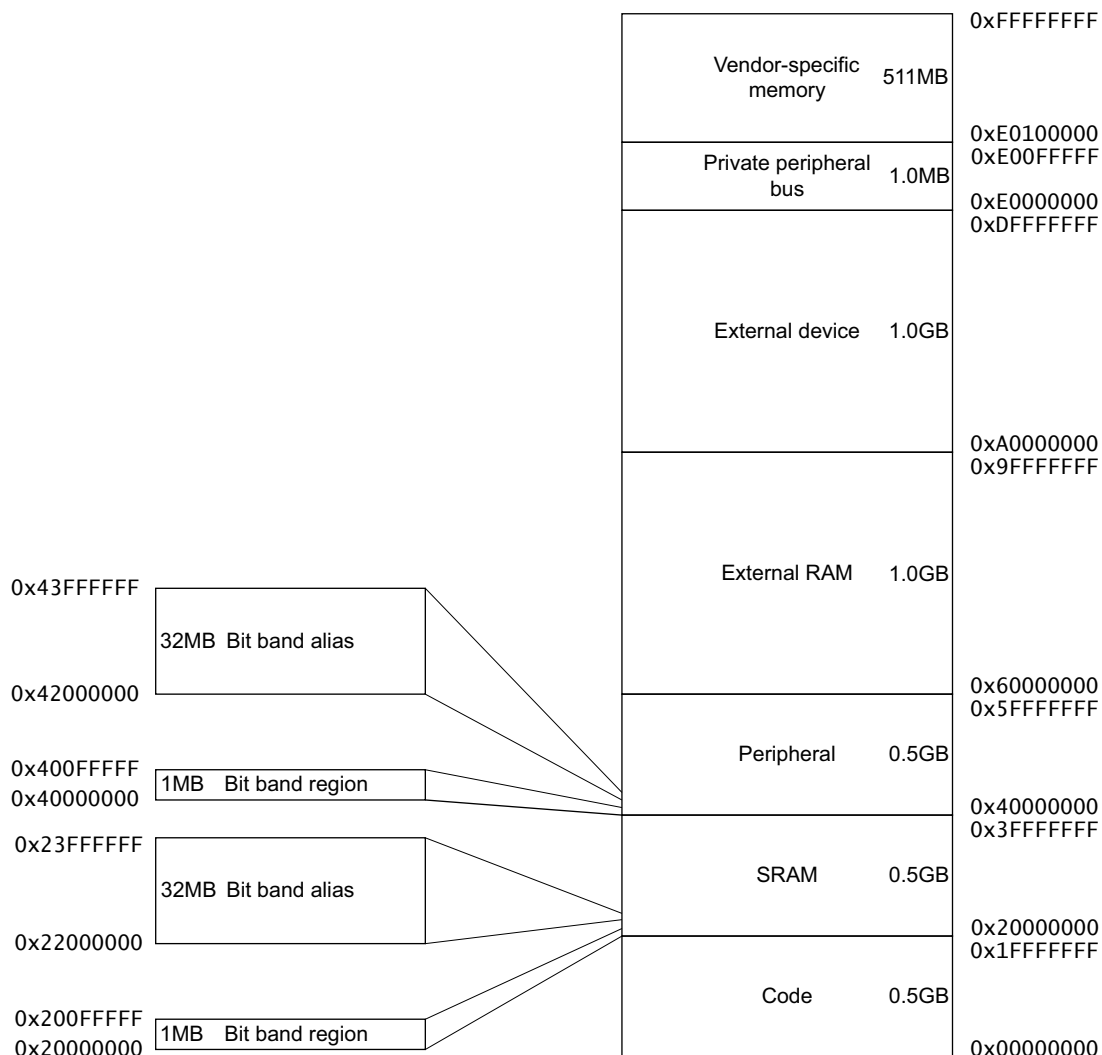 0xFFFFFFFF
Vendor-specific
memory
511MB
0xE0100000
0xE00FFFFF
Private peripheral
bus
1.0MB
0xE0000000
0xDFFFFFFF
External device 1.0GB
0xA0000000
0x9FFFFFFF
External RAM 1.0GB
0x60000000
0x5FFFFFFF
Peripheral 0.5GB
0x40000000
0x3FFFFFFF
SRAM 0.5GB
0x20000000
0x1FFFFFFF
Code 0.5GB
0x00000000
0x43FFFFFF
32MB Bit band alias
0x42000000
0x400FFFFF
1MB Bit band region
0x40000000
0x23FFFFFF
32MB Bit band alias
0x22000000
0x200FFFFF
1MB Bit band region
0x20000000